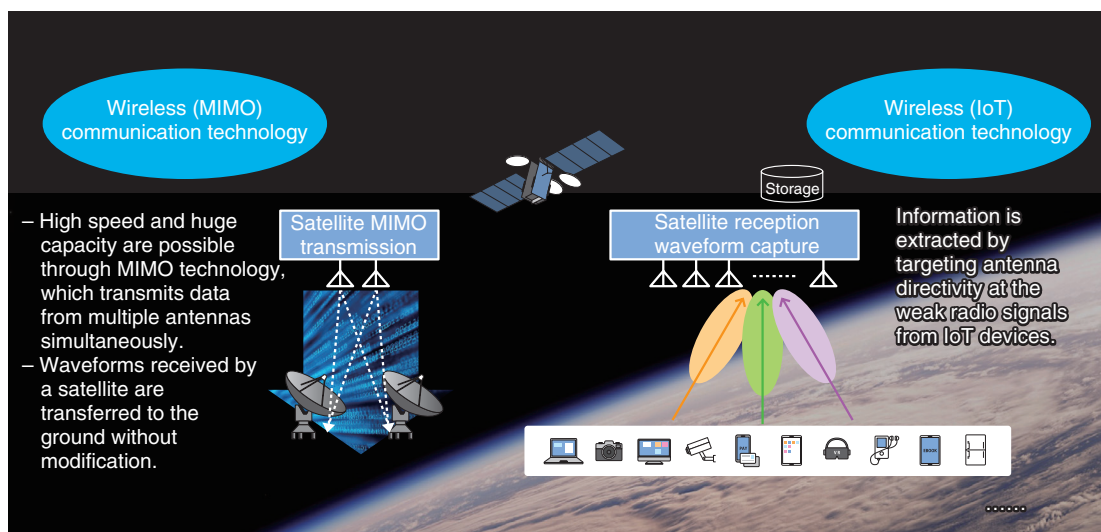 Wireless (MIMO)
communication technology
Wireless (IoT)
communication technology
Storage
– High speed and huge
capacity are possible
through MIMO technology,
which transmits data
from multiple antennas
simultaneously.
– Waveforms received by
a satellite are
transferred to the
ground without
modification.
Satellite MIMO
transmission
Satellite reception
waveform capture
Information is
extracted by
targeting antenna
directivity at the
weak radio signals
from IoT devices.
PAY
VR
EBOOK